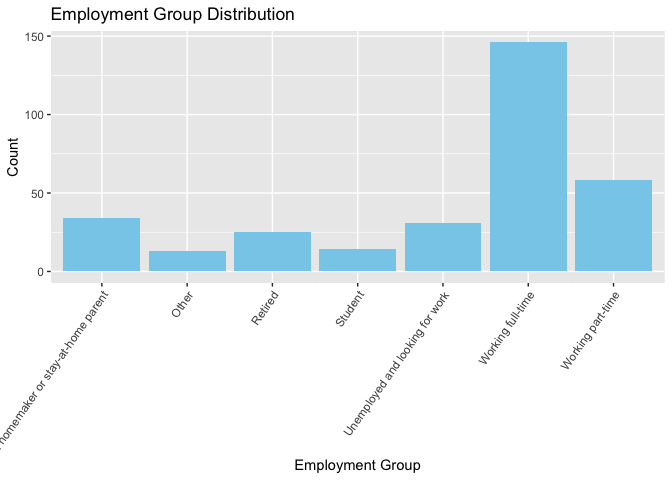 Employment Group Distribution
150
100
50
0
Count
homemaker or stay-at-home parent
Other
Retired
Student
Unemployed and looking for work
Working full-time
Working part-time
Employment Group